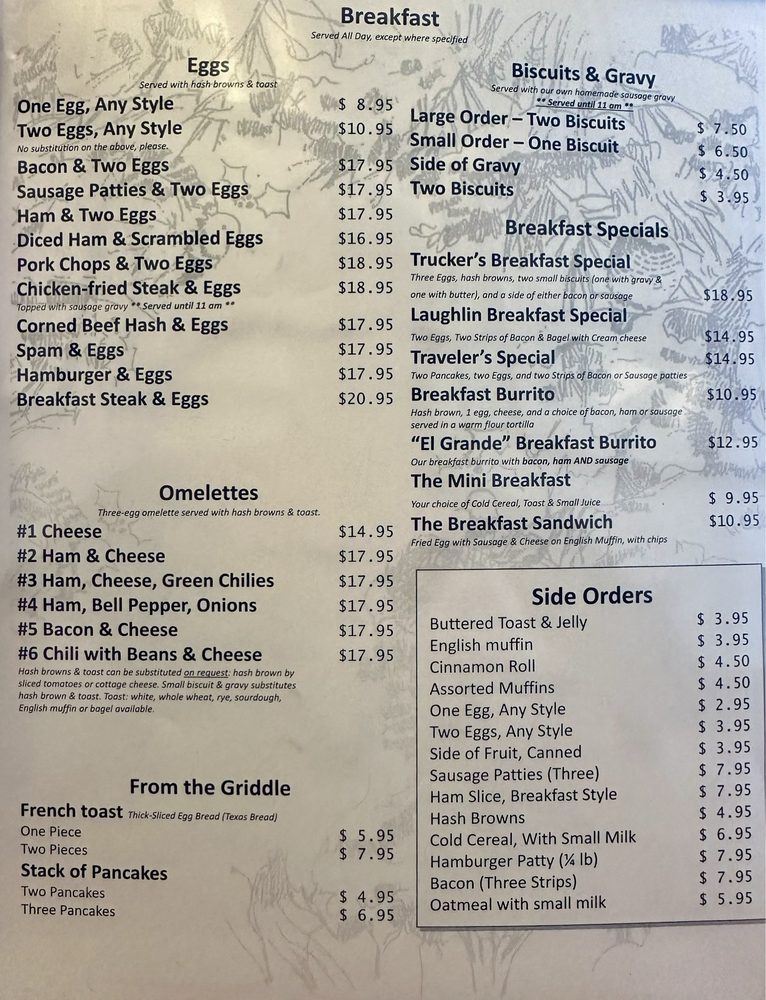 Breakfast
Served All Day, except where specified
Eggs
Served with hash browns & toast
One Egg, Any Style $ 8.95
Two Eggs, Any Style $10.95
No substitution on the above, please.
Bacon & Two Eggs $17.95
Sausage Patties & Two Eggs $17.95
Ham & Two Eggs $17.95
Diced Ham & Scrambled Eggs $16.95
Pork Chops & Two Eggs $18.95
Chicken-fried Steak & Eggs $18.95
Topped with sausage gravy ** Served until 11 am **
Corned Beef Hash & Eggs $17.95
Spam & Eggs $17.95
Hamburger & Eggs $17.95
Breakfast Steak & Eggs $20.95
Omelettes
Three-egg omelette served with hash browns & toast.
#1 Cheese $14.95
#2 Ham & Cheese $17.95
#3 Ham, Cheese, Green Chilies $17.95
#4 Ham, Bell Pepper, Onions $17.95
#5 Bacon & Cheese $17.95
#6 Chili with Beans & Cheese $17.95
Hash browns & toast can be substituted on request: hash brown by
sliced tomatoes or cottage cheese. Small biscuit & gravy substitutes
hash brown & toast. Toast: white, whole wheat, rye, sourdough,
English muffin or bagel available.
From the Griddle
French toast Thick-Sliced Egg Bread (Texas Bread)
One Piece $ 5.95
Two Pieces $ 7.95
Stack of Pancakes
Two Pancakes $ 4.95
Three Pancakes $ 6.95
Biscuits & Gravy
Served with our own homemade sausage gravy
** Served until 11 am **
Large Order – Two Biscuits $ 7.50
Small Order – One Biscuit $ 6.50
Side of Gravy $ 4.50
Two Biscuits $ 3.95
Breakfast Specials
Trucker's Breakfast Special
Three Eggs, hash browns, two small biscuits (one with gravy &
one with butter), and a side of either bacon or sausage $18.95
Laughlin Breakfast Special
Two Eggs, Two Strips of Bacon & Bagel with Cream cheese $14.95
Traveler's Special $14.95
Two Pancakes, two Eggs, and two Strips of Bacon or Sausage patties
Breakfast Burrito $10.95
Hash brown, 1 egg, cheese, and a choice of bacon, ham or sausage
served in a warm flour tortilla
“El Grande” Breakfast Burrito $12.95
Our breakfast burrito with bacon, ham AND sausage
The Mini Breakfast
Your choice of Cold Cereal, Toast & Small Juice $ 9.95
The Breakfast Sandwich $10.95
Fried Egg with Sausage & Cheese on English Muffin, with chips
Side Orders
Buttered Toast & Jelly $ 3.95
English muffin $ 3.95
Cinnamon Roll $ 4.50
Assorted Muffins $ 4.50
One Egg, Any Style $ 2.95
Two Eggs, Any Style $ 3.95
Side of Fruit, Canned $ 3.95
Sausage Patties (Three) $ 7.95
Ham Slice, Breakfast Style $ 7.95
Hash Browns $ 4.95
Cold Cereal, With Small Milk $ 6.95
Hamburger Patty (¼ lb) $ 7.95
Bacon (Three Strips) $ 7.95
Oatmeal with small milk $ 5.95